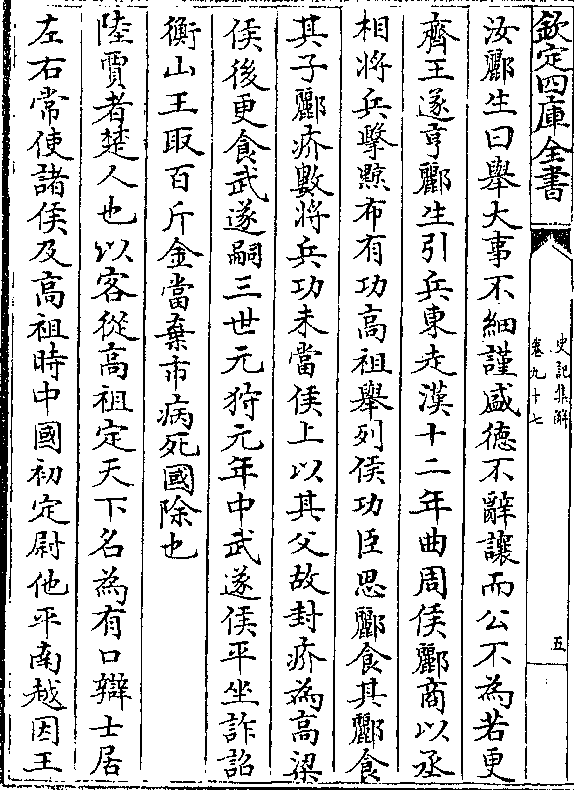 欽定四庫全書
史記集解
卷九十七
五
汝酈生曰舉大事不細謹盛德不辭讓而公不為若更
齊王遂亨酈生引兵東走漢十二年曲周侯酈商以丞
相將兵擊黥布有功高祖舉列侯功臣思酈食其酈食
其子酈疥數將兵功未當侯上以其父故封疥為高梁
侯後更食武遂嗣三世元狩元年中武遂侯平坐詐詔
衡山王取百斤金當棄市病死國除也
陸賈者楚人也以客從高祖定天下名為有口辯士居
左右常使諸侯及高祖時中國初定尉他平南越因王